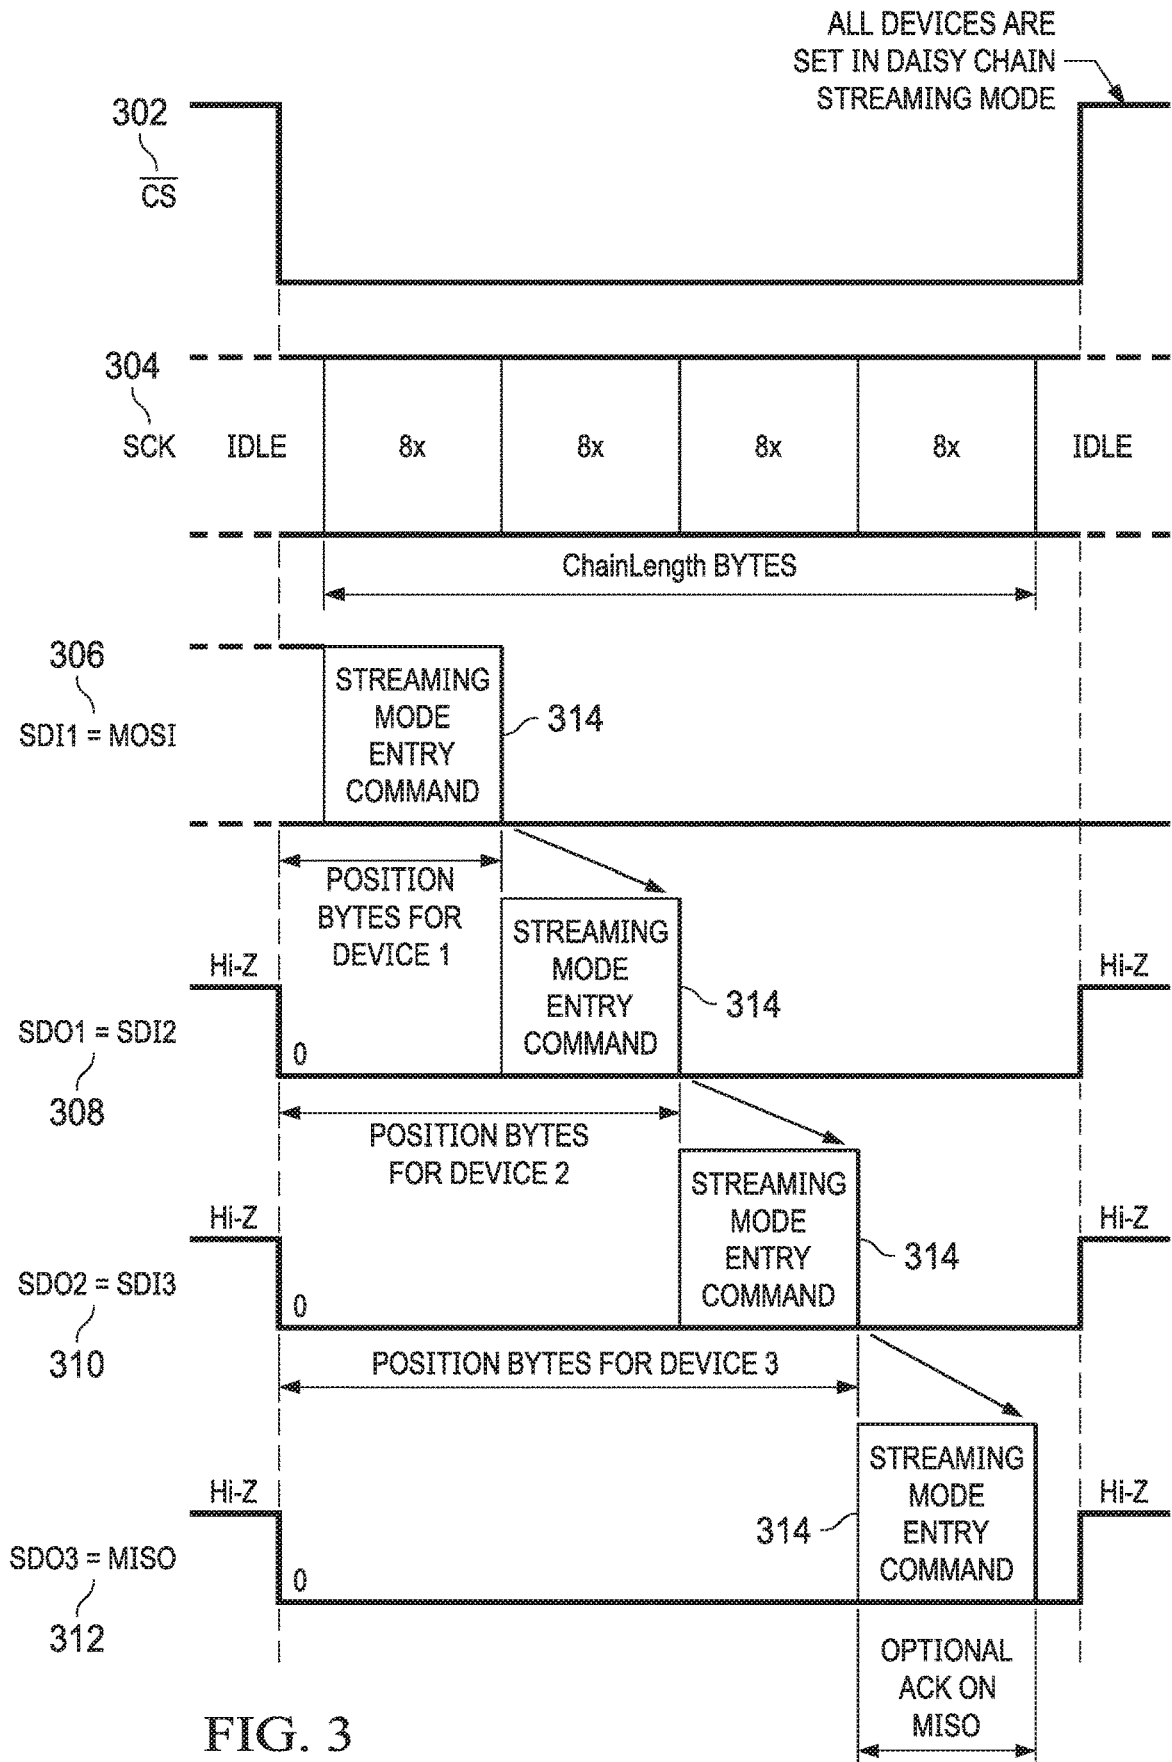 ALL DEVICES ARE
SET IN DAISY CHAIN
STREAMING MODE
302
CS
304
SCK
IDLE
8x
8x
8x
8x
IDLE
ChainLength BYTES
306
SDI1 = MOSI
STREAMING
MODE
ENTRY
COMMAND
314
POSITION
BYTES FOR
DEVICE 1
Hi-Z
STREAMING
MODE
ENTRY
COMMAND
314
Hi-Z
SDO1 = SDI2
0
308
POSITION BYTES
FOR DEVICE 2
Hi-Z
STREAMING
MODE
ENTRY
COMMAND
314
Hi-Z
SDO2 = SDI3
0
310
POSITION BYTES FOR DEVICE 3
Hi-Z
STREAMING
MODE
ENTRY
COMMAND
314
Hi-Z
SDO3 = MISO
0
312
OPTIONAL
ACK ON
MISO
FIG. 3